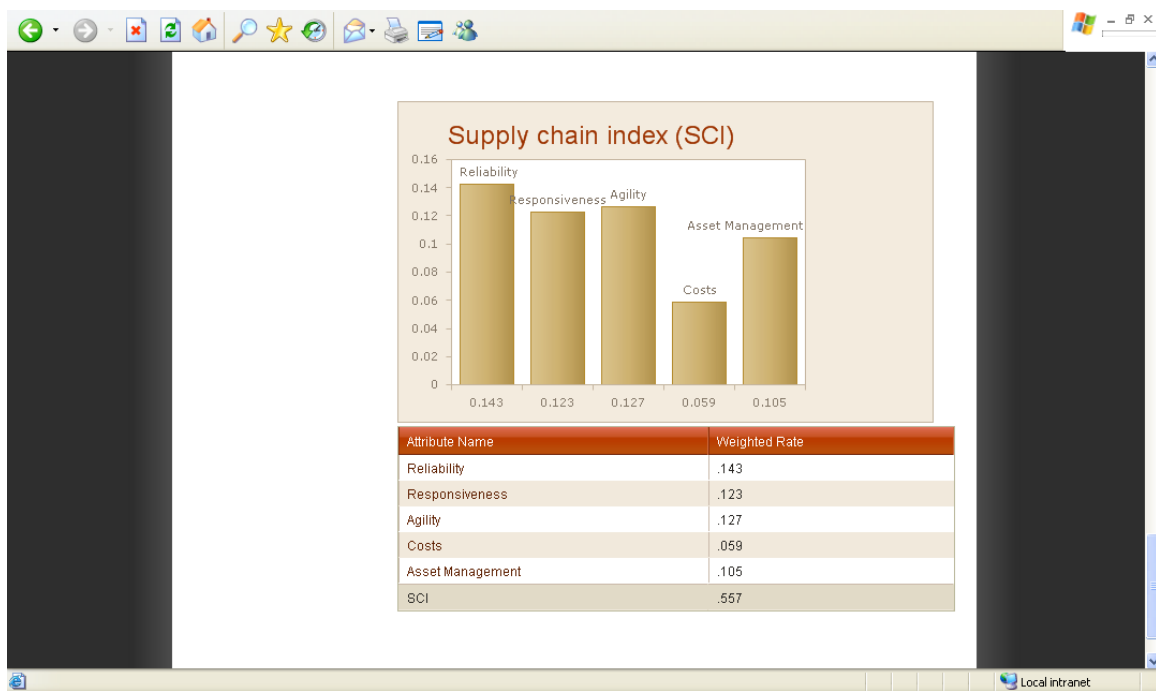 Supply chain index (SCI)
0.16
Reliability
0.14
Responsiveness Agility
0.12
Asset Management
0.1
0.08
Costs
0.06
0.04
0.02
0
0.143 0.123 0.127 0.059 0.105
Attribute Name Weighted Rate
Reliability .143
Responsiveness .123
Agility .127
Costs .059
Asset Management .105
SCI .557
Local intranet